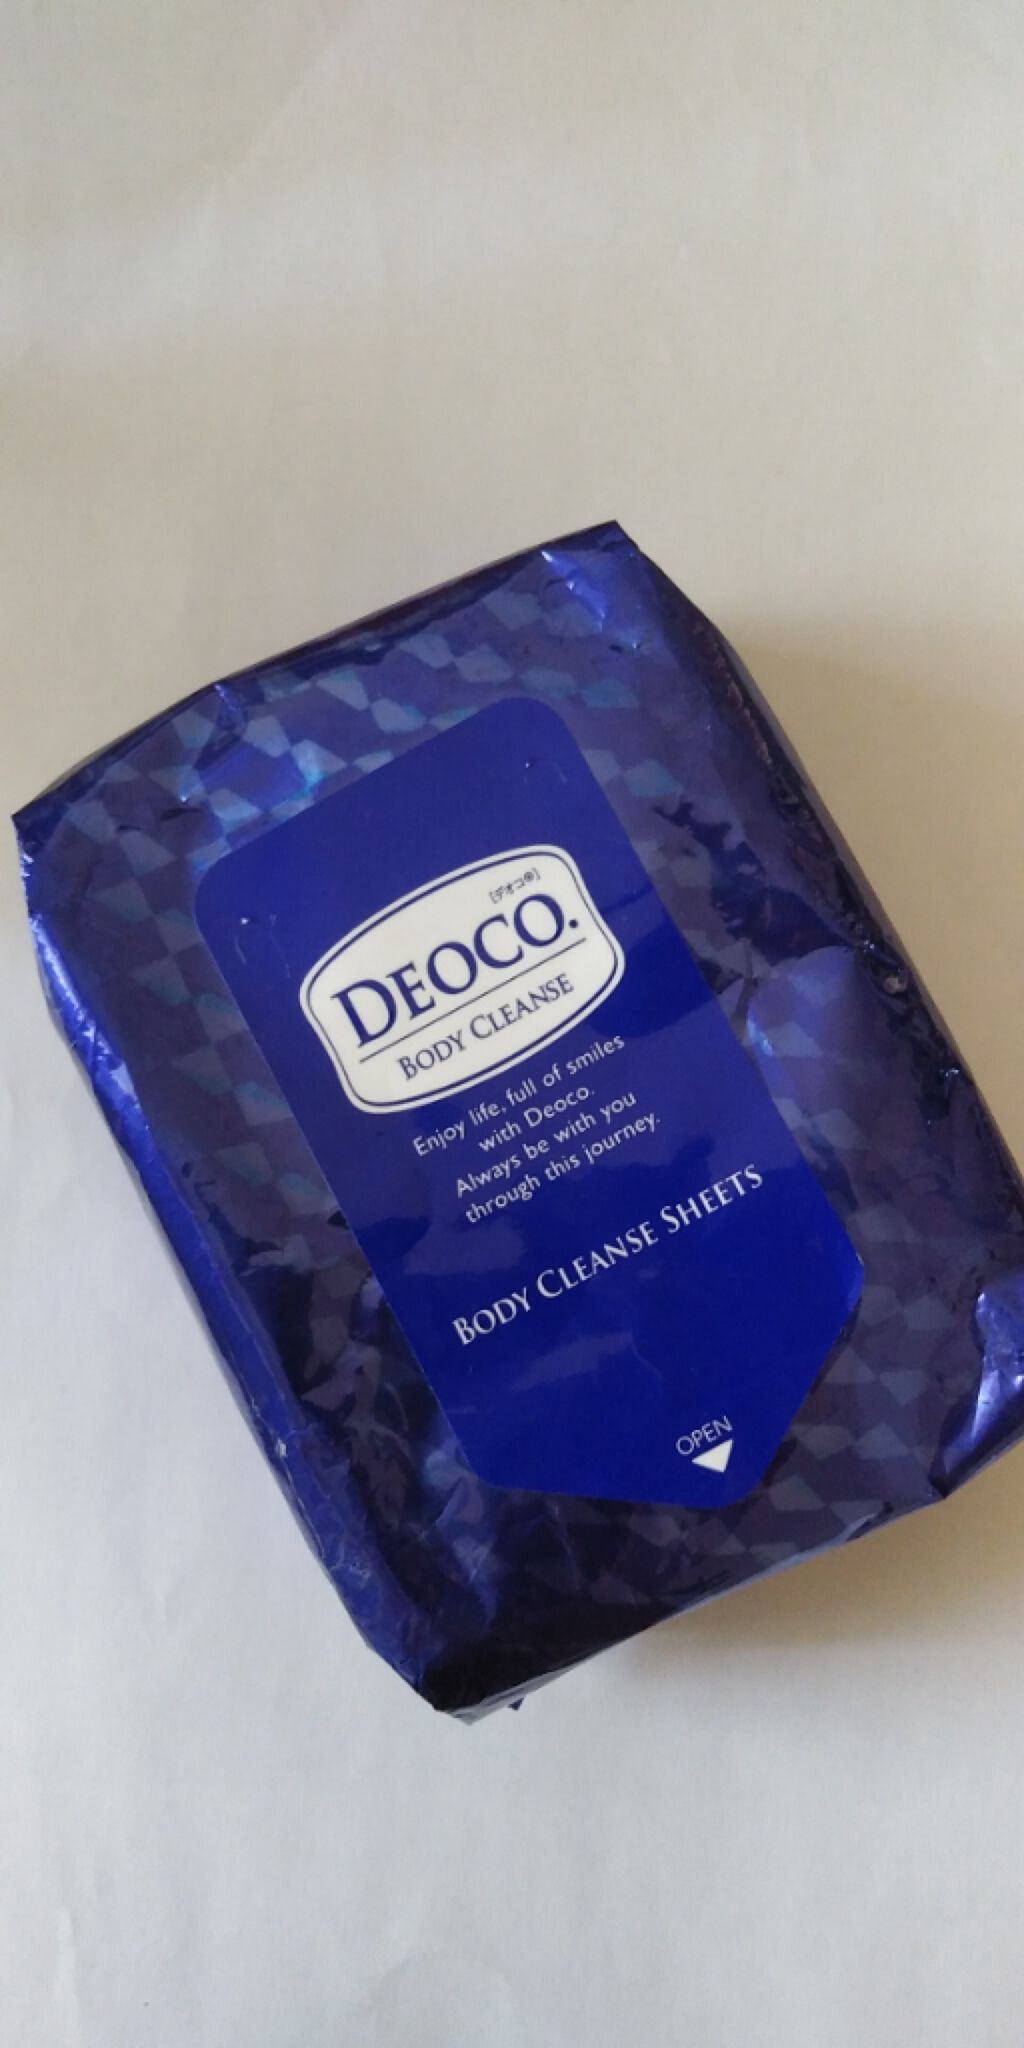 [デオコ®]
DEOCO.
BODY CLEANSE
Enjoy life, full of smiles
with Deoco.
Always be with you
through this journey.
BODY CLEANSE SHEETS
OPEN